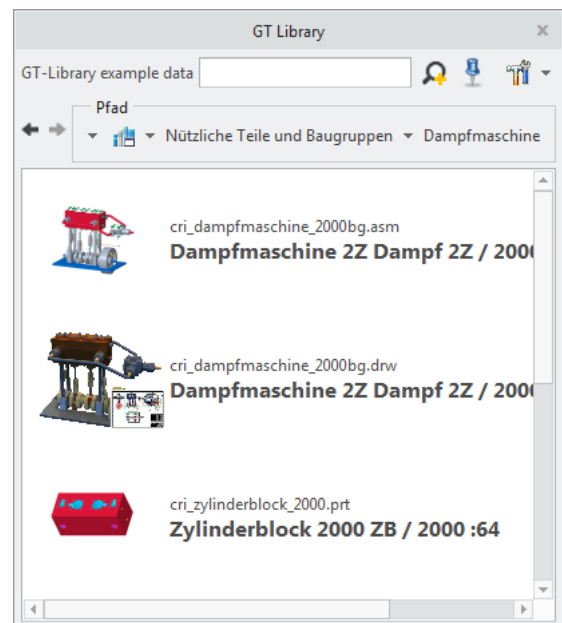 GT Library
GT-Library example data
Pfad
Nützliche Teile und Baugruppen Dampfmaschine
cri_dampfmaschine_2000bg.asm
Dampfmaschine 2Z Dampf 2Z / 200
cri_dampfmaschine_2000bg.drw
Dampfmaschine 2Z Dampf 2Z / 200
cri_zylinderblock_2000.prt
Zylinderblock 2000 ZB / 2000 :64